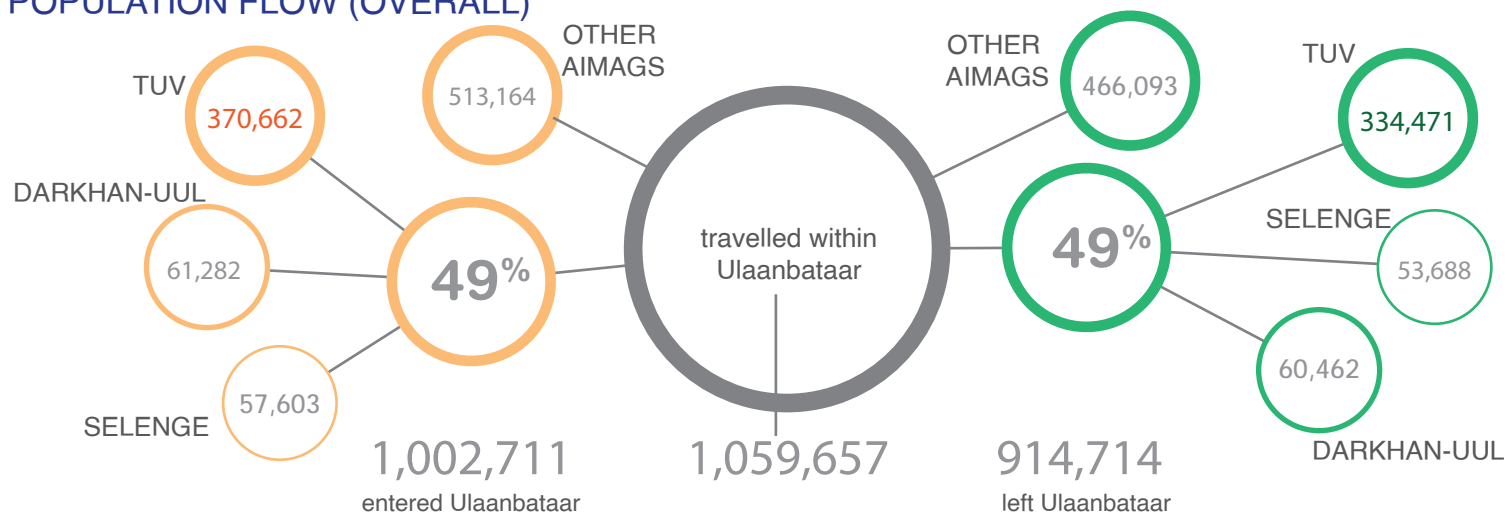 POPULATION FLOW (OVERALL)
TUV
370,662
OTHER
AIMAGS
513,164
DARKHAN-UUL
61,282
49%
SELENGE
57,603
1,002,711
entered Ulaanbataar
travelled within
Ulaanbataar
1,059,657
OTHER
AIMAGS
466,093
TUV
334,471
49%
SELENGE
53,688
60,462
DARKHAN-UUL
914,714
left Ulaanbataar